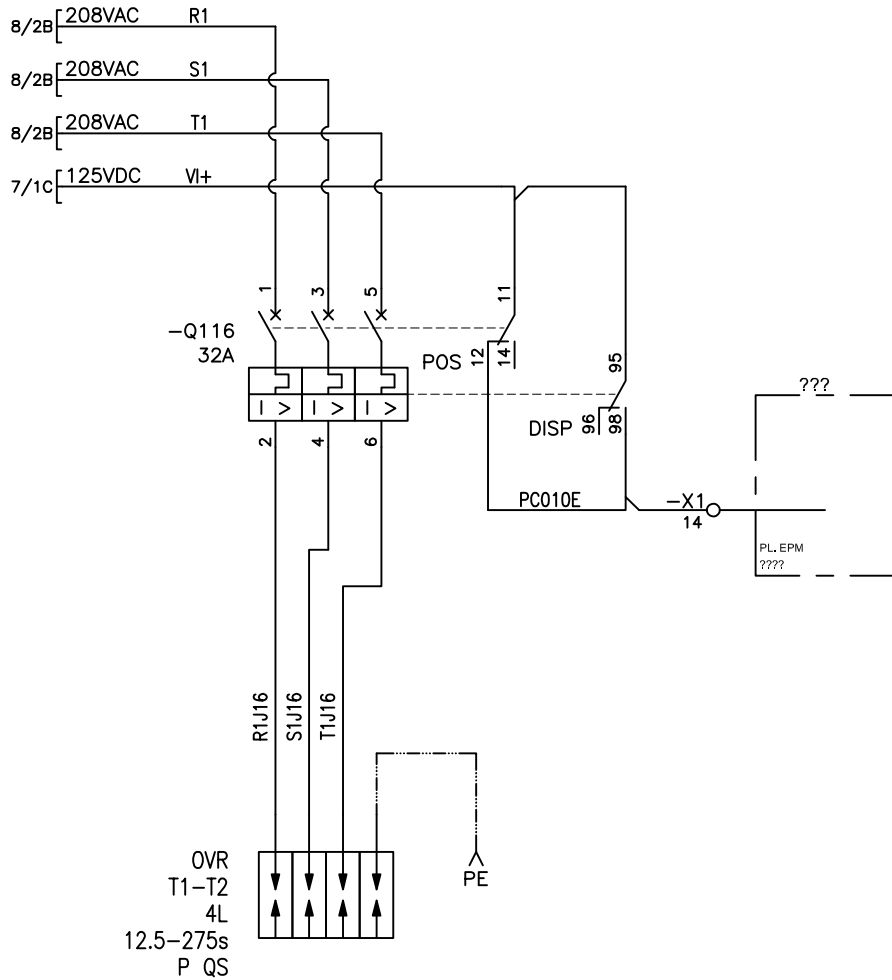 8/2B 208VAC R1
8/2B 208VAC S1
8/2B 208VAC T1
7/1C 125VDC VI+
1 3 5 11
-Q116
32A
POS 12 14 95
I> I> I>
DISP 96 98
2 4 6
???
PC010E -X1
14
PL. EPM
????
R1J16 S1J16 T1J16
OVR
T1-T2
4L
12.5-275s
P QS
PE